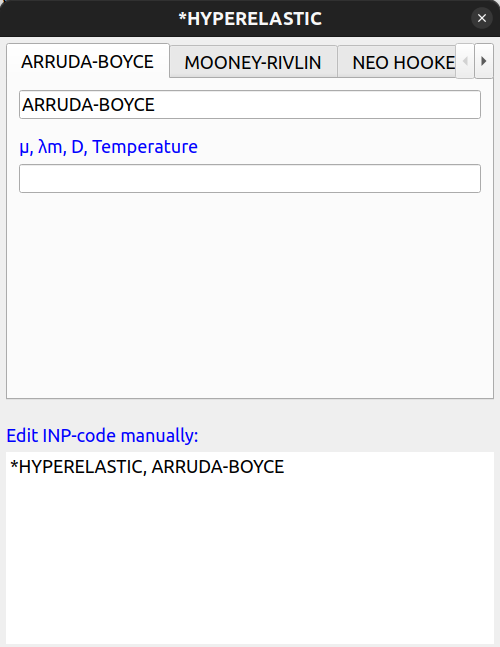 *HYPERELASTIC
ARRUDA-BOYCE MOONEY-RIVLIN NEO HOOKE
ARRUDA-BOYCE
μ, λm, D, Temperature
Edit INP-code manually:
*HYPERELASTIC, ARRUDA-BOYCE